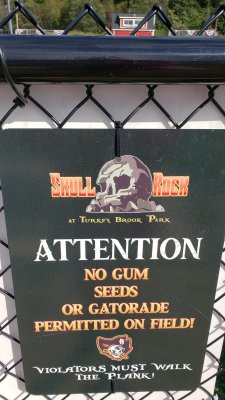 SKULL ROCK
AT TURKEY BROOK PARK
ATTENTION
NO GUM
SEEDS
OR GATORADE
PERMITTED ON FIELD!
VIOLATORS MUST WALK
THE PLANK!